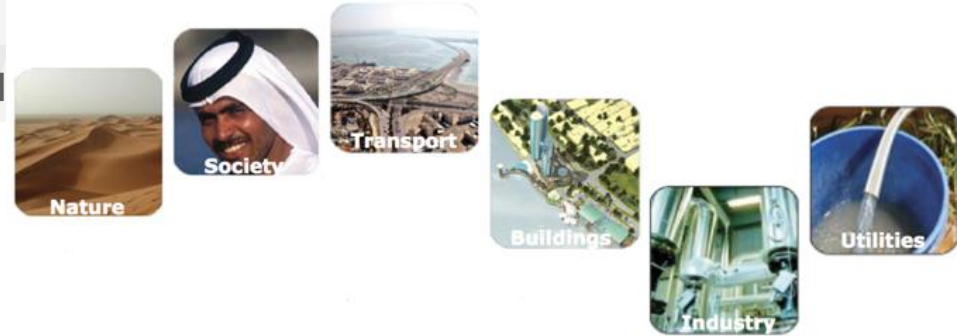 Nature
Society
Transport
Buildings
Industry
Utilities